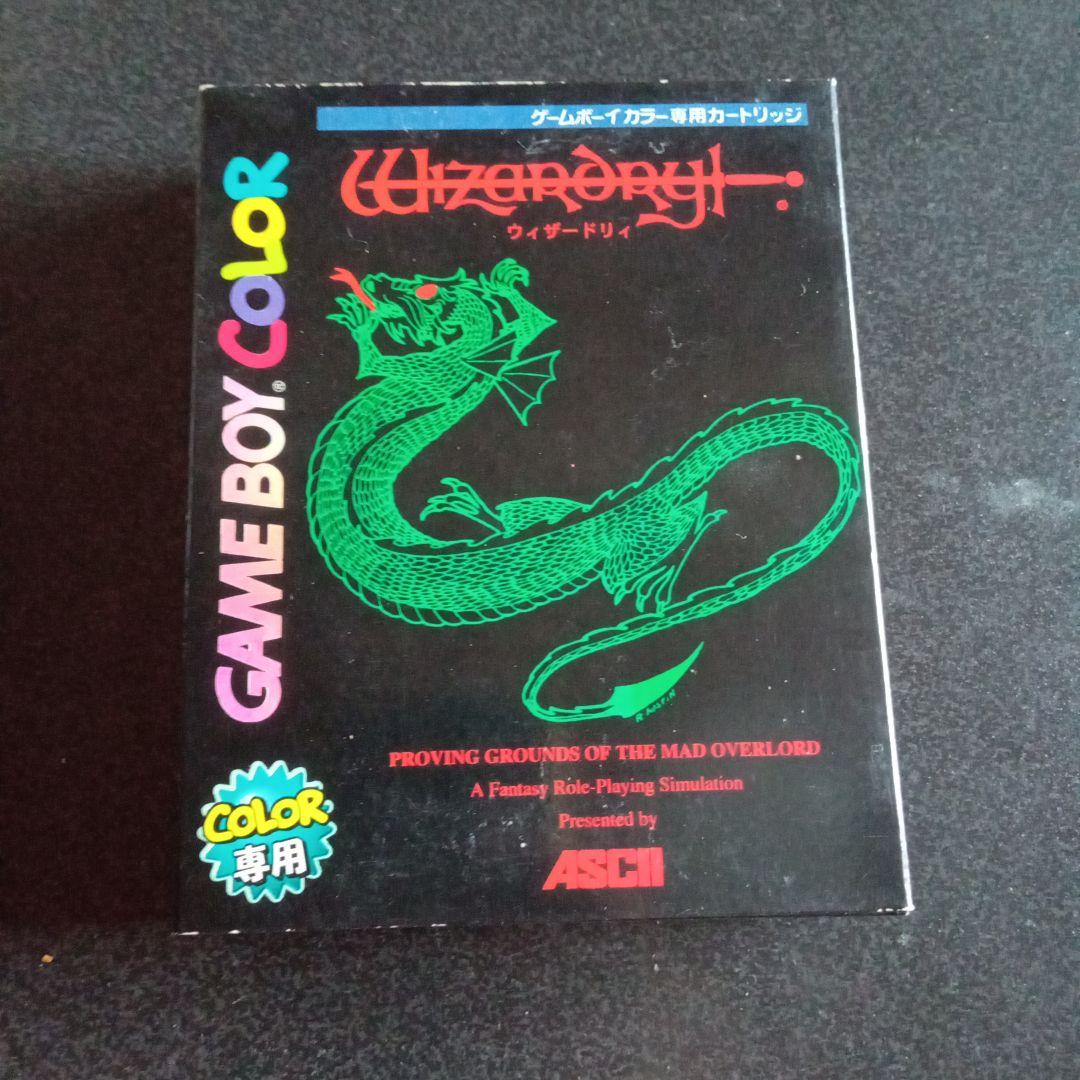 ゲームボーイカラー専用カートリッジ
Wizardry
ウィザードリィ
GAME BOY® COLOR
PROVING GROUNDS OF THE MAD OVERLORD
A Fantasy Role-Playing Simulation
Presented by
ASCII
COLOR
専用